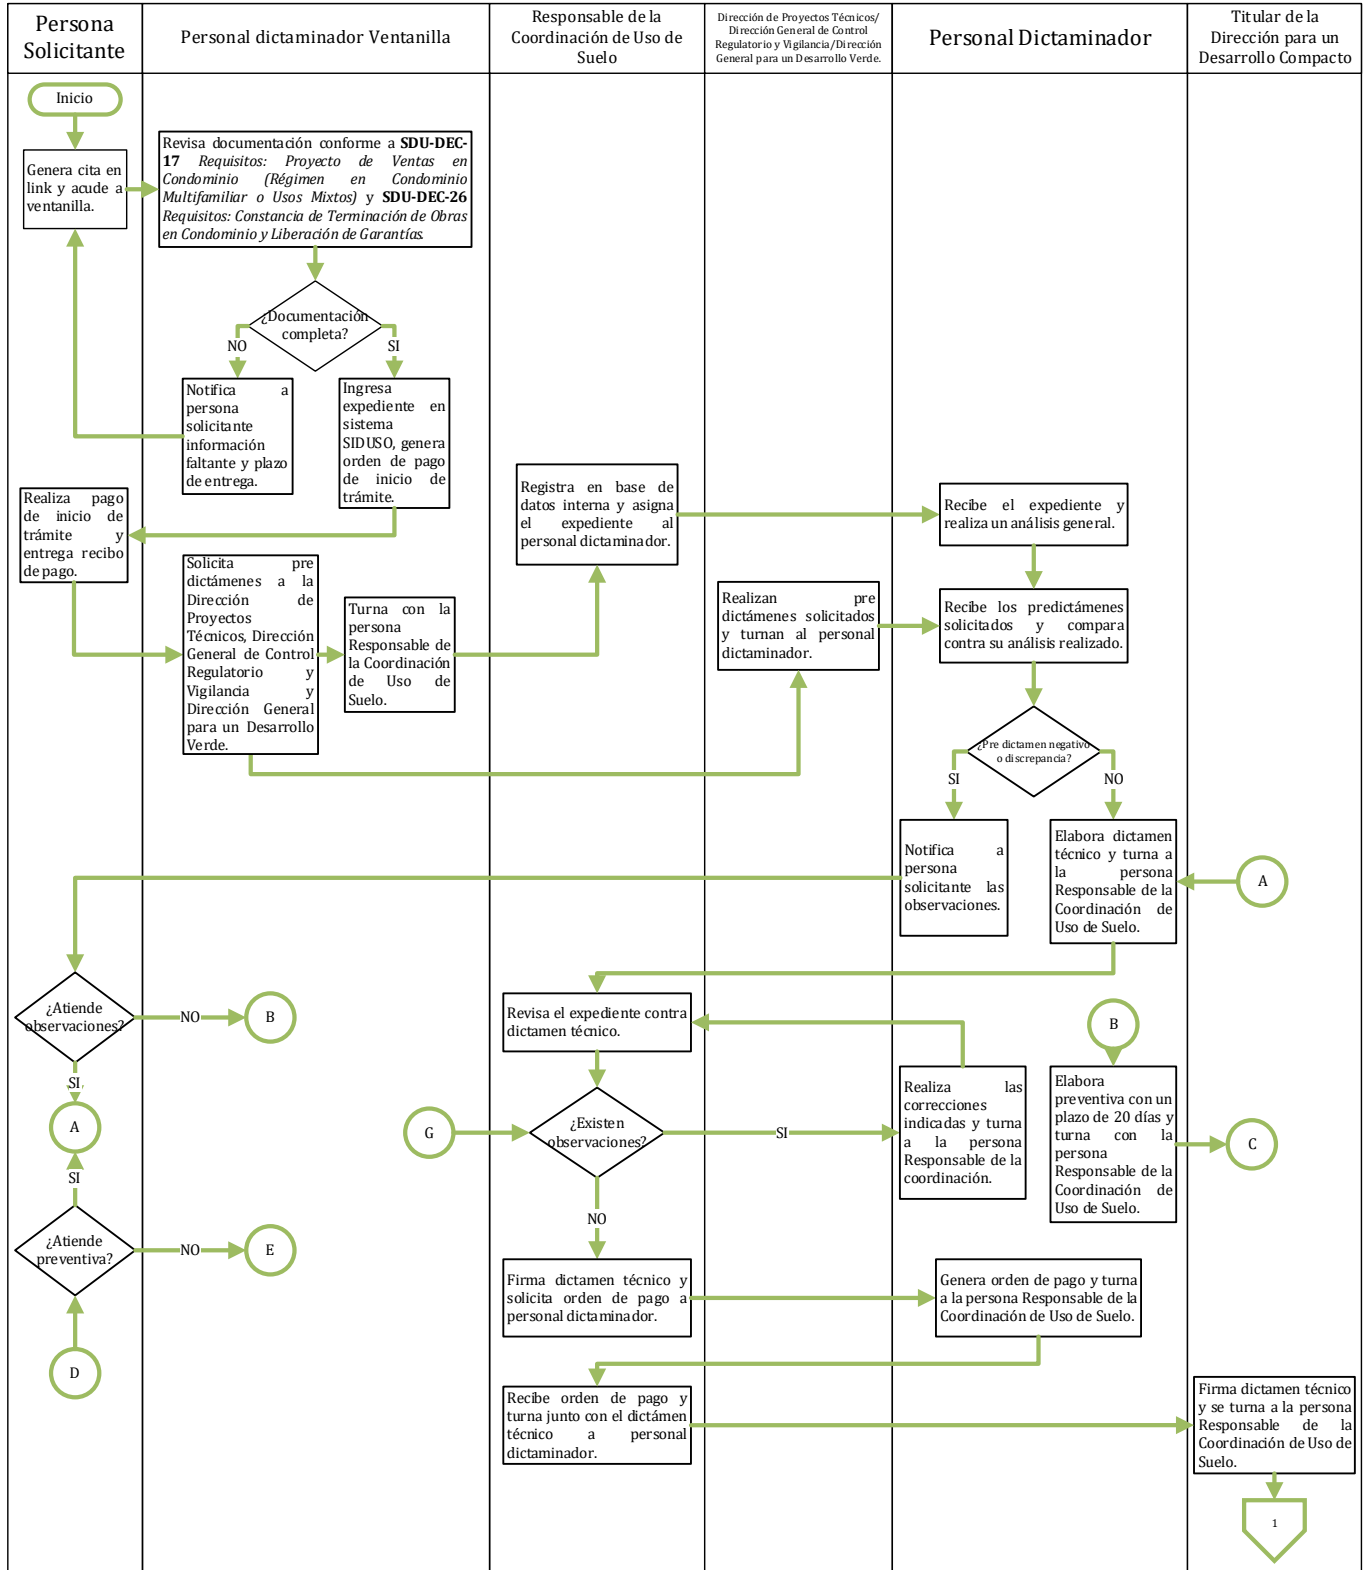 Persona
Solicitante
Personal dictaminador Ventanilla
Responsable de la
Coordinación de Uso de
Suelo
Dirección de Proyectos Técnicos/
Dirección General de Control
Regulatorio y Vigilancia/Dirección
General para un Desarrollo Verde.
Personal Dictaminador
Titular de la
Dirección para un
Desarrollo Compacto
Inicio
Genera cita en
link y acude a
ventanilla.
Revisa documentación conforme a SDU-DEC-
17 Requisitos: Proyecto de Ventas en
Condominio (Régimen en Condominio
Multifamiliar o Usos Mixtos) y SDU-DEC-26
Requisitos: Constancia de Terminación de Obras
en Condominio y Liberación de Garantías.
¿Documentación
completa?
NO
SI
Notifica a
persona
solicitante
información
faltante y plazo
de entrega.
Ingresa
expediente en
sistema
SIDUSO, genera
orden de pago
de inicio de
trámite.
Realiza pago
de inicio de
trámite y
entrega recibo
de pago.
Solicita pre
dictámenes a la
Dirección de
Proyectos
Técnicos, Dirección
General de Control
Regulatorio y
Vigilancia y
Dirección General
para un Desarrollo
Verde.
Turna con la
persona
Responsable de
la Coordinación
de Uso de
Suelo.
Registra en base de
datos interna y asigna
el expediente al
personal dictaminador.
Realizan pre
dictámenes solicitados
y turnan al personal
dictaminador.
Recibe el expediente y
realiza un análisis general.
Recibe los predictámenes
solicitados y compara
contra su análisis realizado.
¿Pre dictamen negativo
o discrepancia?
SI
NO
Notifica a
persona
solicitante las
observaciones.
Elabora dictamen
técnico y turna a
la persona
Responsable de la
Coordinación de
Uso de Suelo.
A
¿Atiende
observaciones?
NO
B
SI
A
Revisa el expediente contra
dictamen técnico.
B
G
¿Existen
observaciones?
SI
Realiza las
correcciones
indicadas y turna
a la persona
Responsable de la
coordinación.
Elabora
preventiva con un
plazo de 20 días y
turna con la
persona
Responsable de la
Coordinación de
Uso de Suelo.
C
SI
¿Atiende
preventiva?
NO
E
D
NO
Firma dictamen técnico y
solicita orden de pago a
personal dictaminador.
Genera orden de pago y turna
a la persona Responsable de la
Coordinación de Uso de Suelo.
Recibe orden de pago y
turna junto con el dictámen
técnico a personal
dictaminador.
Firma dictamen técnico
y se turna a la persona
Responsable de la
Coordinación de Uso de
Suelo.
1